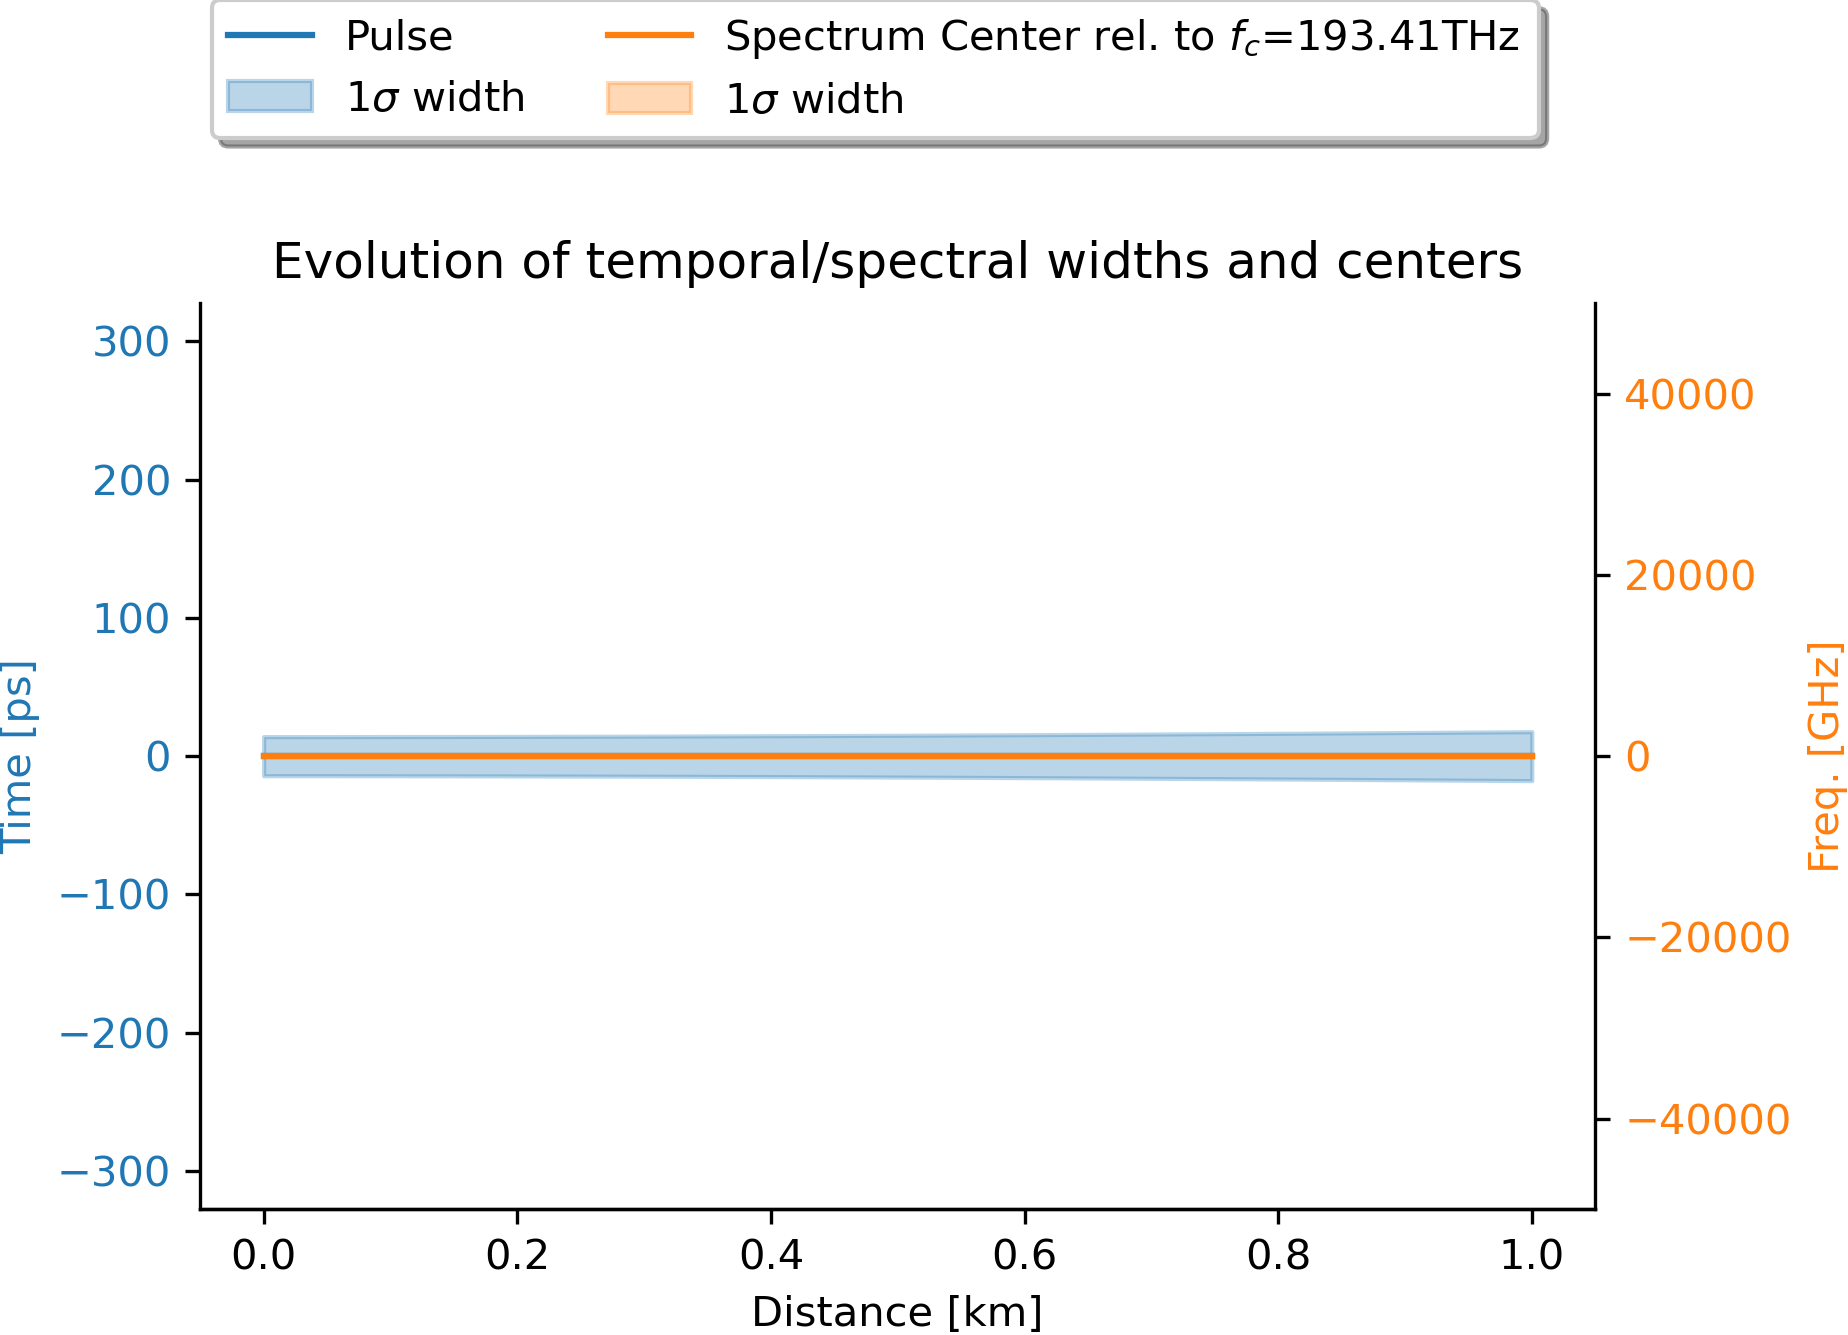 Pulse
1σ width
Spectrum Center rel. to fc=193.41THz
1σ width
Evolution of temporal/spectral widths and centers
300
200
100
0
−100
−200
−300
Time [ps]
40000
20000
0
−20000
−40000
Freq. [GHz]
0.0 0.2 0.4 0.6 0.8 1.0
Distance [km]